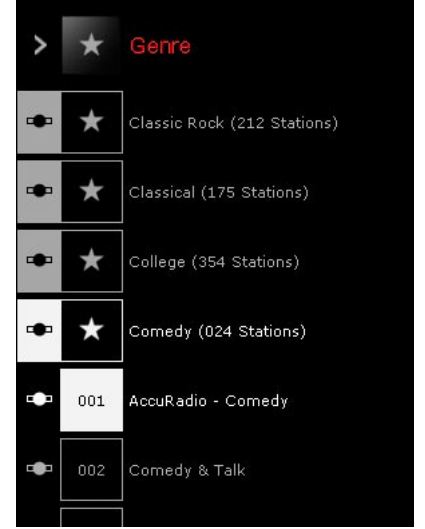 Genre
Classic Rock (212 Stations)
Classical (175 Stations)
College (354 Stations)
Comedy (024 Stations)
001 AccuRadio - Comedy
002 Comedy & Talk